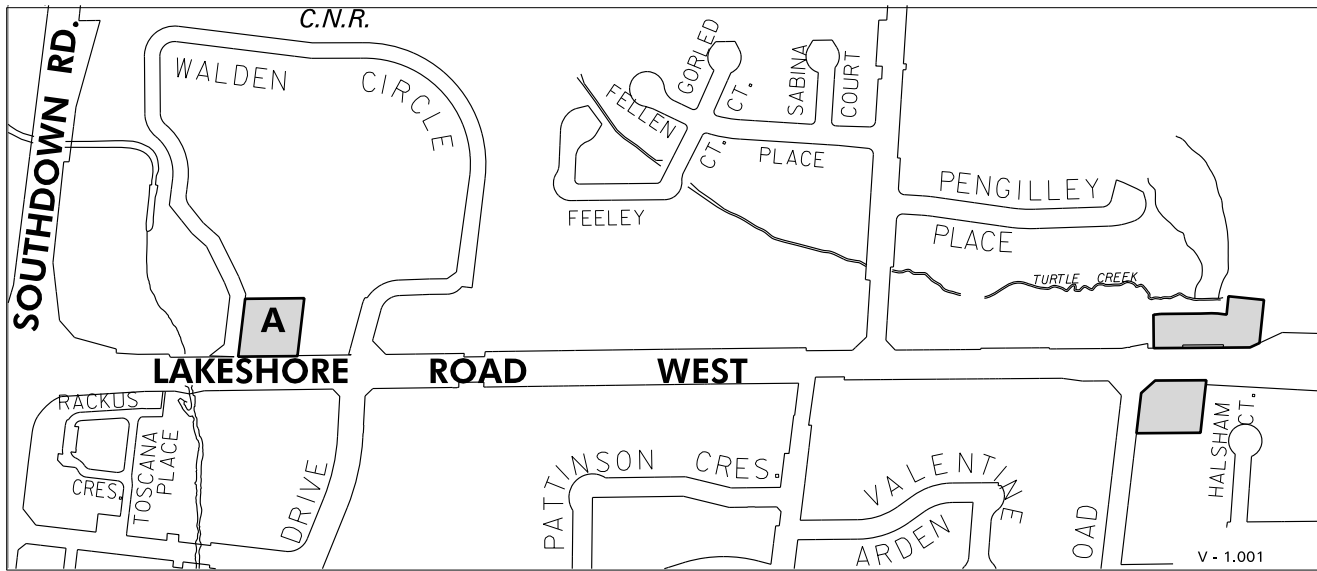 C.N.R.
SOUTHDOWN RD.
WALDEN CIRCLE
GORLED CT.
SABINA COURT
FELLEN CT.
PLACE
FEELEY
PENGILLEY
PLACE
TURTLE CREEK
A
LAKESHORE ROAD WEST
RACKUS
CRES.
TOSCANA
PLACE
DRIVE
PATTINSON CRES.
VALENTINE
ARDEN
OAD
HALSHAM
CT.
V - 1.001